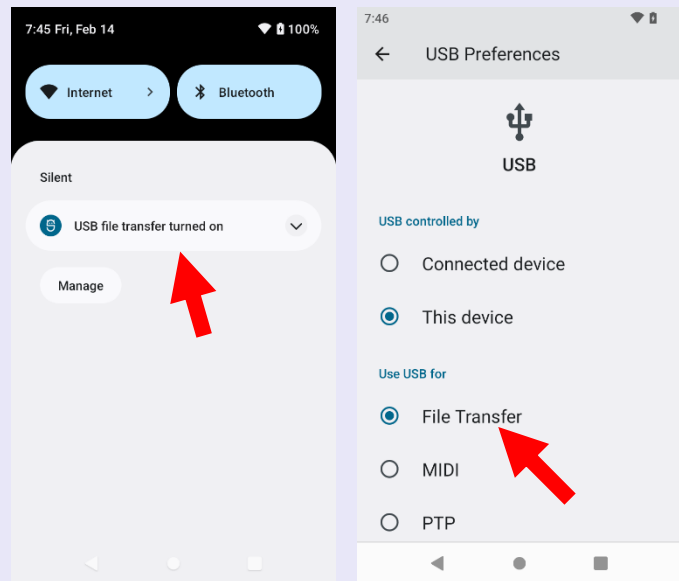 7:45 Fri, Feb 14
100%
Internet
Bluetooth
Silent
USB file transfer turned on
Manage
7:46
USB Preferences
USB
USB controlled by
Connected device
This device
Use USB for
File Transfer
MIDI
PTP